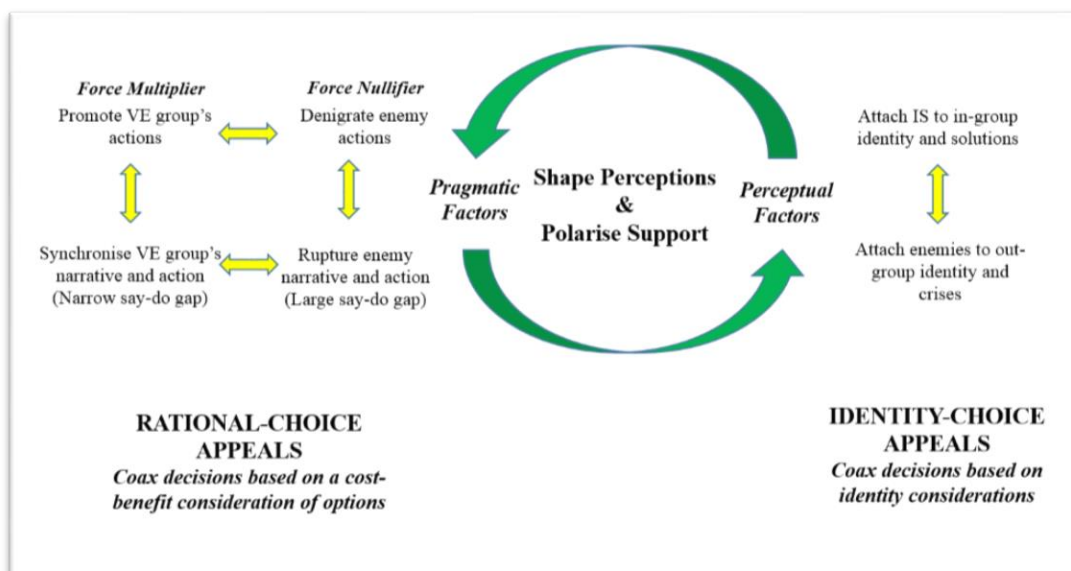 Force Multiplier
Promote VE group's
actions
Force Nullifier
Denigrate enemy
actions
Synchronise VE group's
narrative and action
(Narrow say-do gap)
Rupture enemy
narrative and action
(Large say-do gap)
Pragmatic
Factors
Shape Perceptions
&
Polarise Support
Perceptual
Factors
Attach IS to in-group
identity and solutions
Attach enemies to out-
group identity and
crises
RATIONAL-CHOICE
APPEALS
Coax decisions based on a cost-
benefit consideration of options
IDENTITY-CHOICE
APPEALS
Coax decisions based on
identity considerations